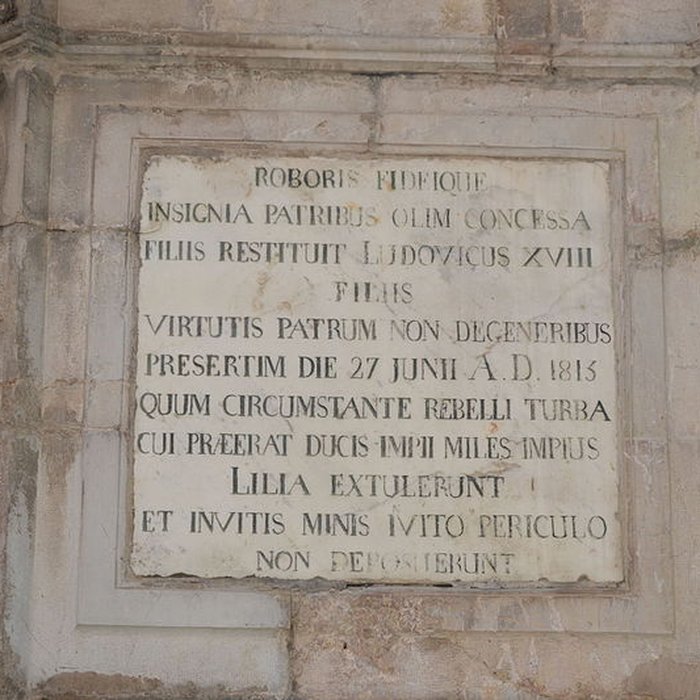 ROBORIS FIDEIQUE
INSIGNIA PATRIBUS OLIM CONCESSA
FILIIS RESTITUIT LUDOVICUS XVIII
FILIIS
VIRTUTIS PATRUM NON DEGENERIBUS
PRESERTIM DIE 27 JUNII A.D. 1815
QUUM CIRCUMSTANTE REBELLI TURBA
CUI PRÆERAT DUCIS IMPII MILES IMPIUS
LILIA EXTULERUNT
ET INVITIS MINIS IVITO PERICULO
NON DEPOSUERUNT